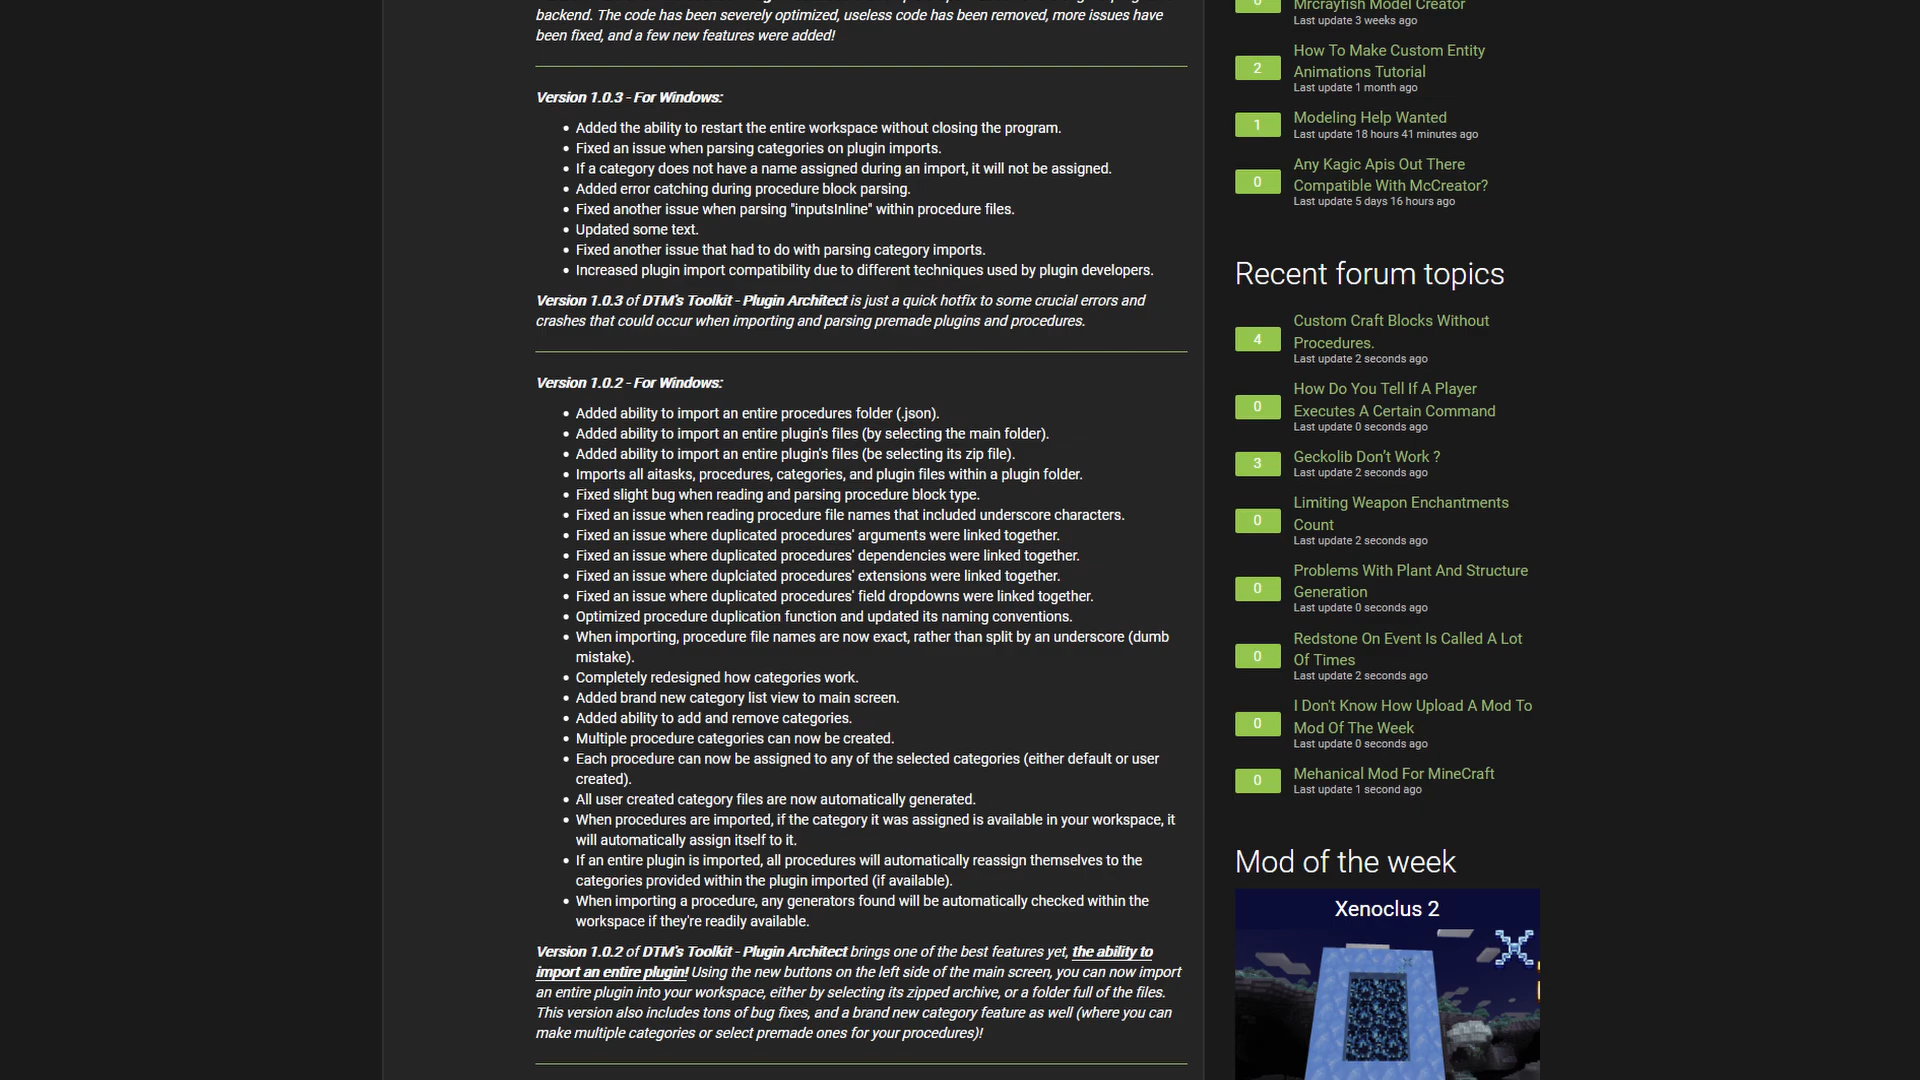 backend. The code has been severely optimized, useless code has been removed, more issues have
been fixed, and a few new features were added!
Version 1.0.3 - For Windows:
Added the ability to restart the entire workspace without closing the program.
Fixed an issue when parsing categories on plugin imports.
If a category does not have a name assigned during an import, it will not be assigned.
Added error catching during procedure block parsing.
Fixed another issue when parsing "inputsInline" within procedure files.
Updated some text.
Fixed another issue that had to do with parsing category imports.
Increased plugin import compatibility due to different techniques used by plugin developers.
Version 1.0.3 of DTM's Toolkit - Plugin Architect is just a quick hotfix to some crucial errors and
crashes that could occur when importing and parsing premade plugins and procedures.
Version 1.0.2 - For Windows:
Added ability to import an entire procedures folder (.json).
Added ability to import an entire plugin's files (by selecting the main folder).
Added ability to import an entire plugin's files (be selecting its zip file).
Imports all aitasks, procedures, categories, and plugin files within a plugin folder.
Fixed slight bug when reading and parsing procedure block type.
Fixed an issue when reading procedure file names that included underscore characters.
Fixed an issue where duplicated procedures' arguments were linked together.
Fixed an issue where duplicated procedures' dependencies were linked together.
Fixed an issue where duplciated procedures' extensions were linked together.
Fixed an issue where duplicated procedures' field dropdowns were linked together.
Optimized procedure duplication function and updated its naming conventions.
When importing, procedure file names are now exact, rather than split by an underscore (dumb
mistake).
Completely redesigned how categories work.
Added brand new category list view to main screen.
Added ability to add and remove categories.
Multiple procedure categories can now be created.
Each procedure can now be assigned to any of the selected categories (either default or user
created).
All user created category files are now automatically generated.
When procedures are imported, if the category it was assigned is available in your workspace, it
will automatically assign itself to it.
If an entire plugin is imported, all procedures will automatically reassign themselves to the
categories provided within the plugin imported (if available).
When importing a procedure, any generators found will be automatically checked within the
workspace if they're readily available.
Version 1.0.2 of DTM's Toolkit - Plugin Architect brings one of the best features yet, the ability to
import an entire plugin! Using the new buttons on the left side of the main screen, you can now import
an entire plugin into your workspace, either by selecting its zipped archive, or a folder full of the files.
This version also includes tons of bug fixes, and a brand new category feature as well (where you can
make multiple categories or select premade ones for your procedures)!
Mrcrayfish Model Creator
Last update 3 weeks ago
2
How To Make Custom Entity
Animations Tutorial
Last update 1 month ago
1
Modeling Help Wanted
Last update 18 hours 41 minutes ago
0
Any Kagic Apis Out There
Compatible With McCreator?
Last update 5 days 16 hours ago
Recent forum topics
4
Custom Craft Blocks Without
Procedures.
Last update 2 seconds ago
0
How Do You Tell If A Player
Executes A Certain Command
Last update 0 seconds ago
3
Geckolib Don't Work ?
Last update 2 seconds ago
0
Limiting Weapon Enchantments
Count
Last update 2 seconds ago
0
Problems With Plant And Structure
Generation
Last update 0 seconds ago
0
Redstone On Event Is Called A Lot
Of Times
Last update 2 seconds ago
0
I Don't Know How Upload A Mod To
Mod Of The Week
Last update 0 seconds ago
0
Mehanical Mod For MineCraft
Last update 1 second ago
Mod of the week
Xenoclus 2